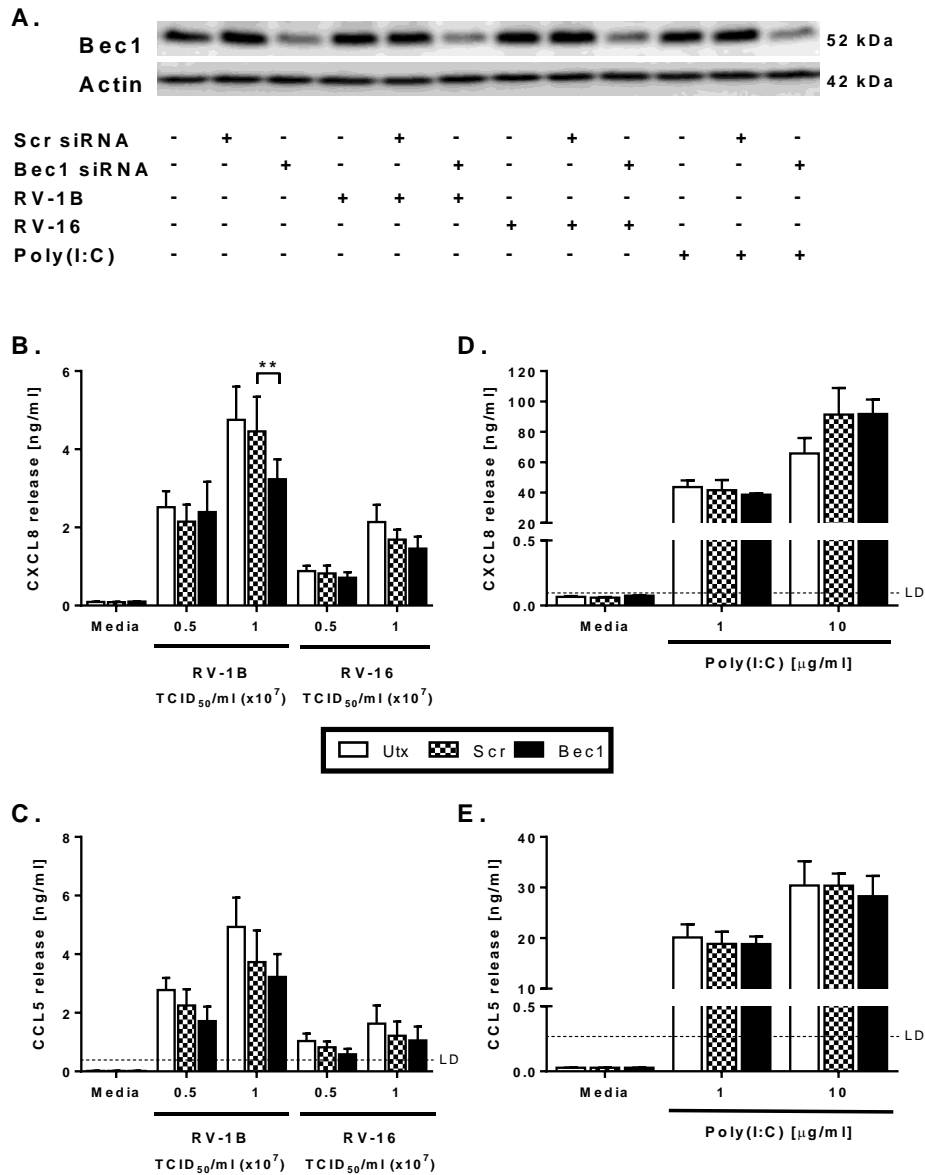 A.
Bec1 52 kDa
Actin 42 kDa
Scr siRNA - + - - + - - + - - + -
Bec1 siRNA - - + - - + - - + - - +
RV-1B - - - + + + - - - - - -
RV-16 - - - - - - + + + - - -
Poly(I:C) - - - - - - - - - + + +
B.
CXCL8 release [ng/ml]
6
4
2
0
**
Media 0.5 1 0.5 1
RV-1B RV-16
TCID₅₀/ml (x10⁷) TCID₅₀/ml (x10⁷)
D.
CXCL8 release [ng/ml]
120
100
80
60
40
20
0.5
0.0
LD
Media 1 10
Poly(I:C) [µg/ml]
Utx Scr Bec1
C.
CCL5 release [ng/ml]
8
6
4
2
0
LD
Media 0.5 1 0.5 1
RV-1B RV-16
TCID₅₀/ml (x10⁷) TCID₅₀/ml (x10⁷)
E.
CCL5 release [ng/ml]
40
30
20
10
0.5
0.0
LD
Media 1 10
Poly(I:C) [µg/ml]